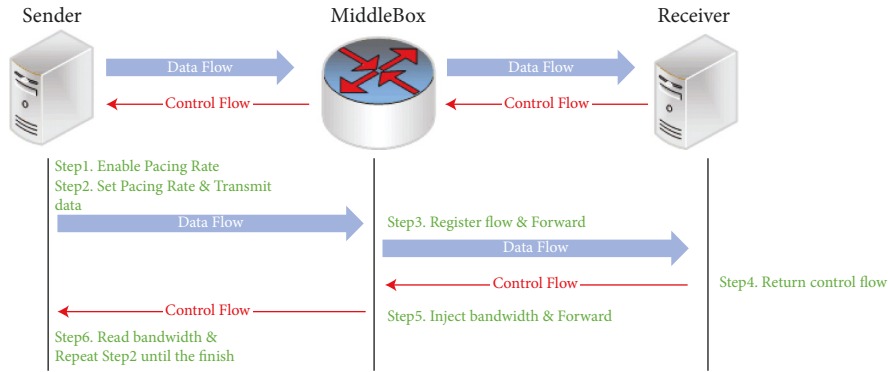 Sender
MiddleBox
Receiver
Data Flow
Data Flow
Control Flow
Control Flow
Step1. Enable Pacing Rate
Step2. Set Pacing Rate & Transmit
data
Data Flow
Step3. Register flow & Forward
Data Flow
Control Flow
Step4. Return control flow
Control Flow
Step5. Inject bandwidth & Forward
Step6. Read bandwidth &
Repeat Step2 until the finish